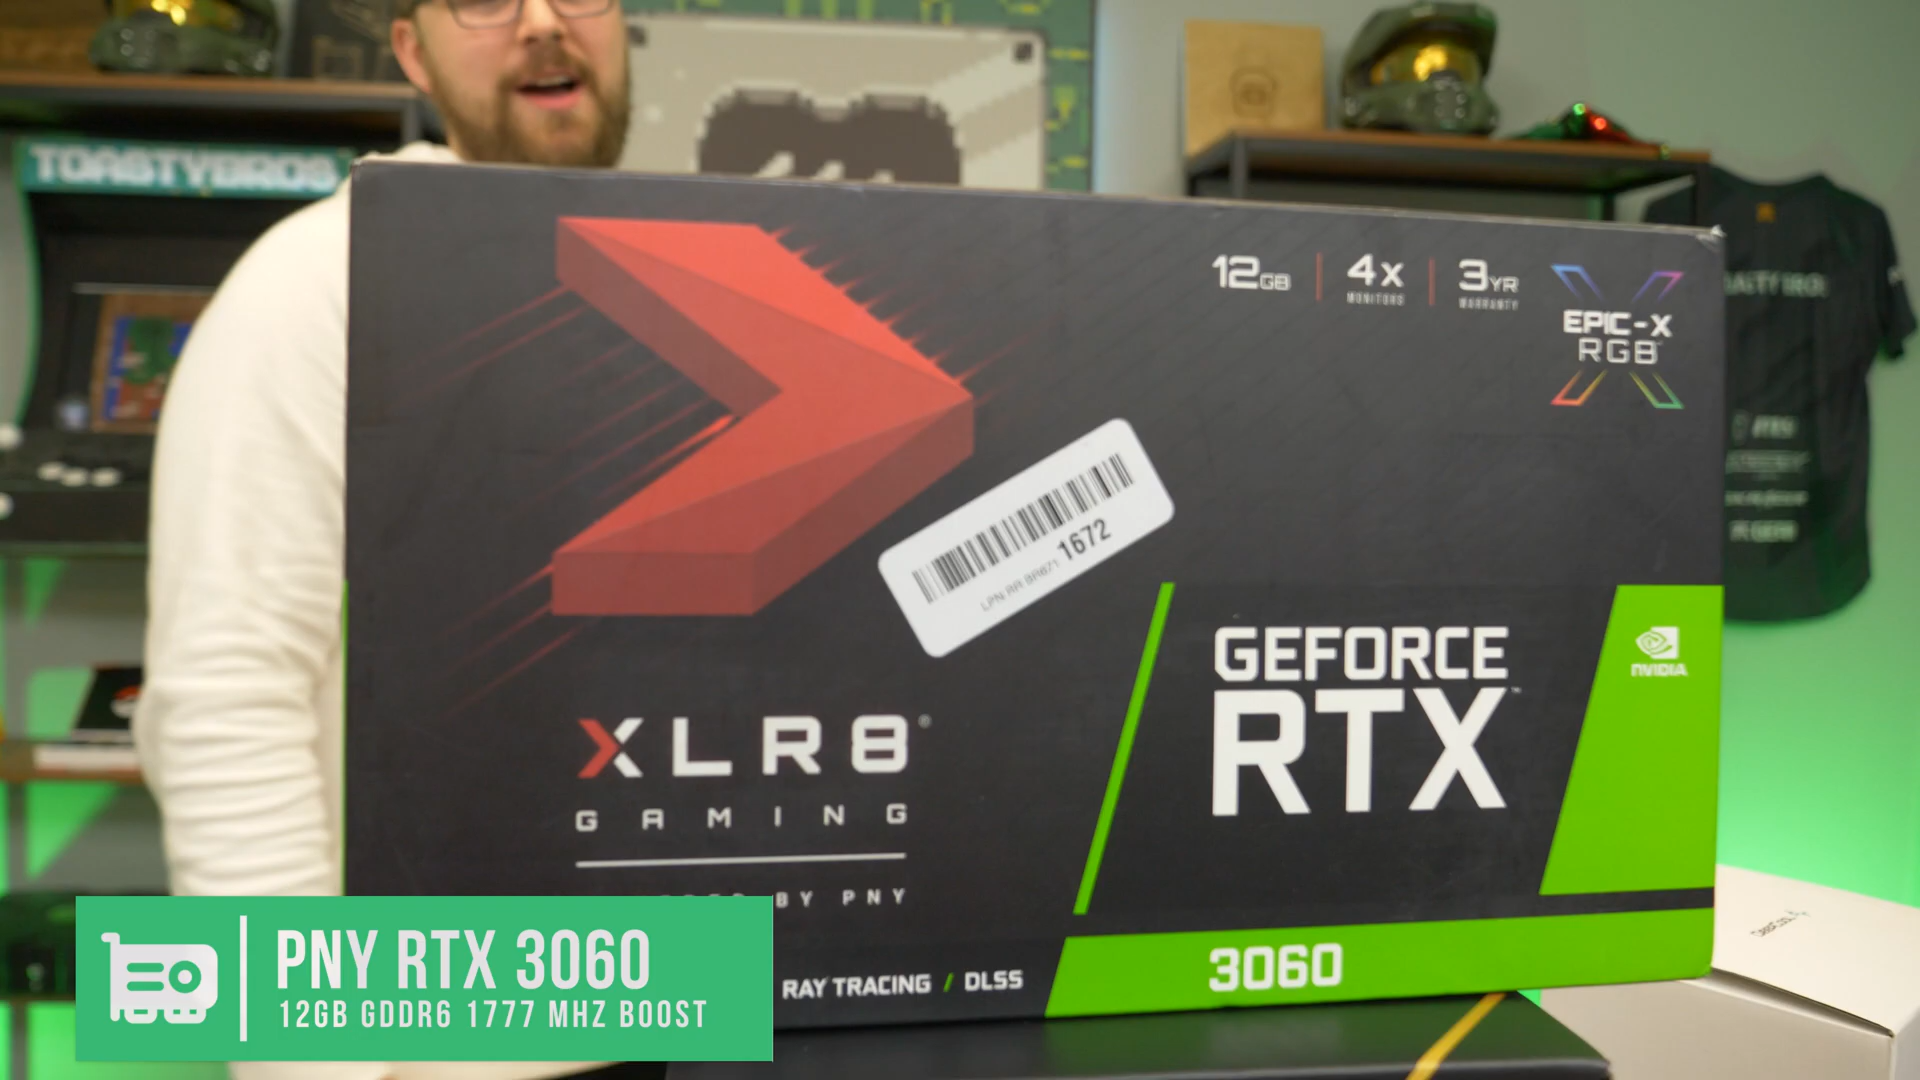 TOASTYBROS
12GB
4X
MONITORS
3YR
WARRANTY
EPIC-X
RGB
1672
XLR8®
GAMING
BY PNY
GEFORCE
RTX™
NVIDIA
3060
RAY TRACING / DLSS
PNY RTX 3060
12GB GDDR6 1777 MHZ BOOST